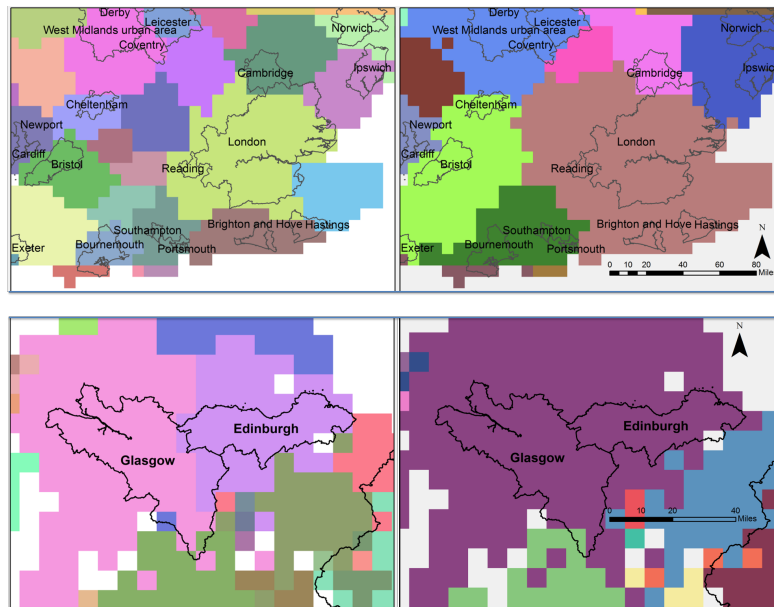 Derby
Leicester
West Midlands urban area
Coventry
Norwich
Cambridge
Ipswich
Cheltenham
Newport
Cardiff
Bristol
London
Reading
Brighton and Hove Hastings
Southampton
Exeter
Bournemouth
Portsmouth
Derby
Leicester
West Midlands urban area
Coventry
Norwich
Cambridge
Ipswic
Cheltenham
Newport
Cardiff
Bristol
London
Reading
Brighton and Hove Hastings
Southampton
Exeter
Bournemouth
Portsmouth
N
0 5 10 20 40 60 80
Miles
Glasgow
Edinburgh
N
Glasgow
Edinburgh
0 5 10 20 40
Miles